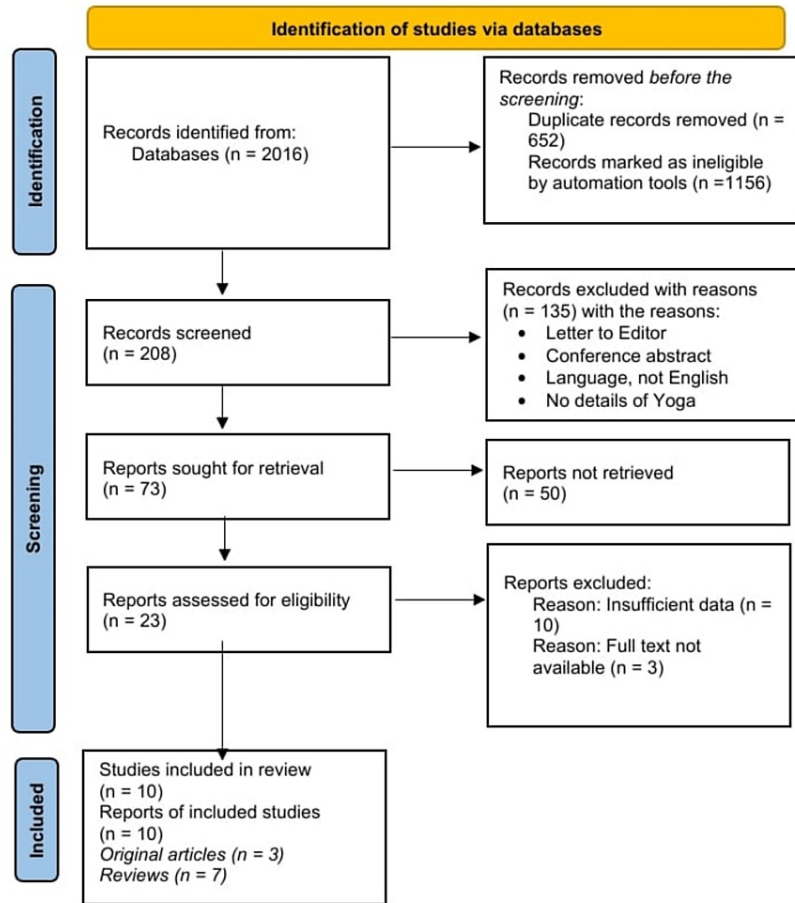 Identification of studies via databases
Identification
Records identified from:
Databases (n = 2016)
Records removed before the
screening:
Duplicate records removed (n =
652)
Records marked as ineligible
by automation tools (n =1156)
Screening
Records screened
(n = 208)
Records excluded with reasons
(n = 135) with the reasons:
• Letter to Editor
• Conference abstract
• Language, not English
• No details of Yoga
Reports sought for retrieval
(n = 73)
Reports not retrieved
(n = 50)
Reports assessed for eligibility
(n = 23)
Reports excluded:
Reason: Insufficient data (n =
10)
Reason: Full text not
available (n = 3)
Included
Studies included in review
(n = 10)
Reports of included studies
(n = 10)
Original articles (n = 3)
Reviews (n = 7)